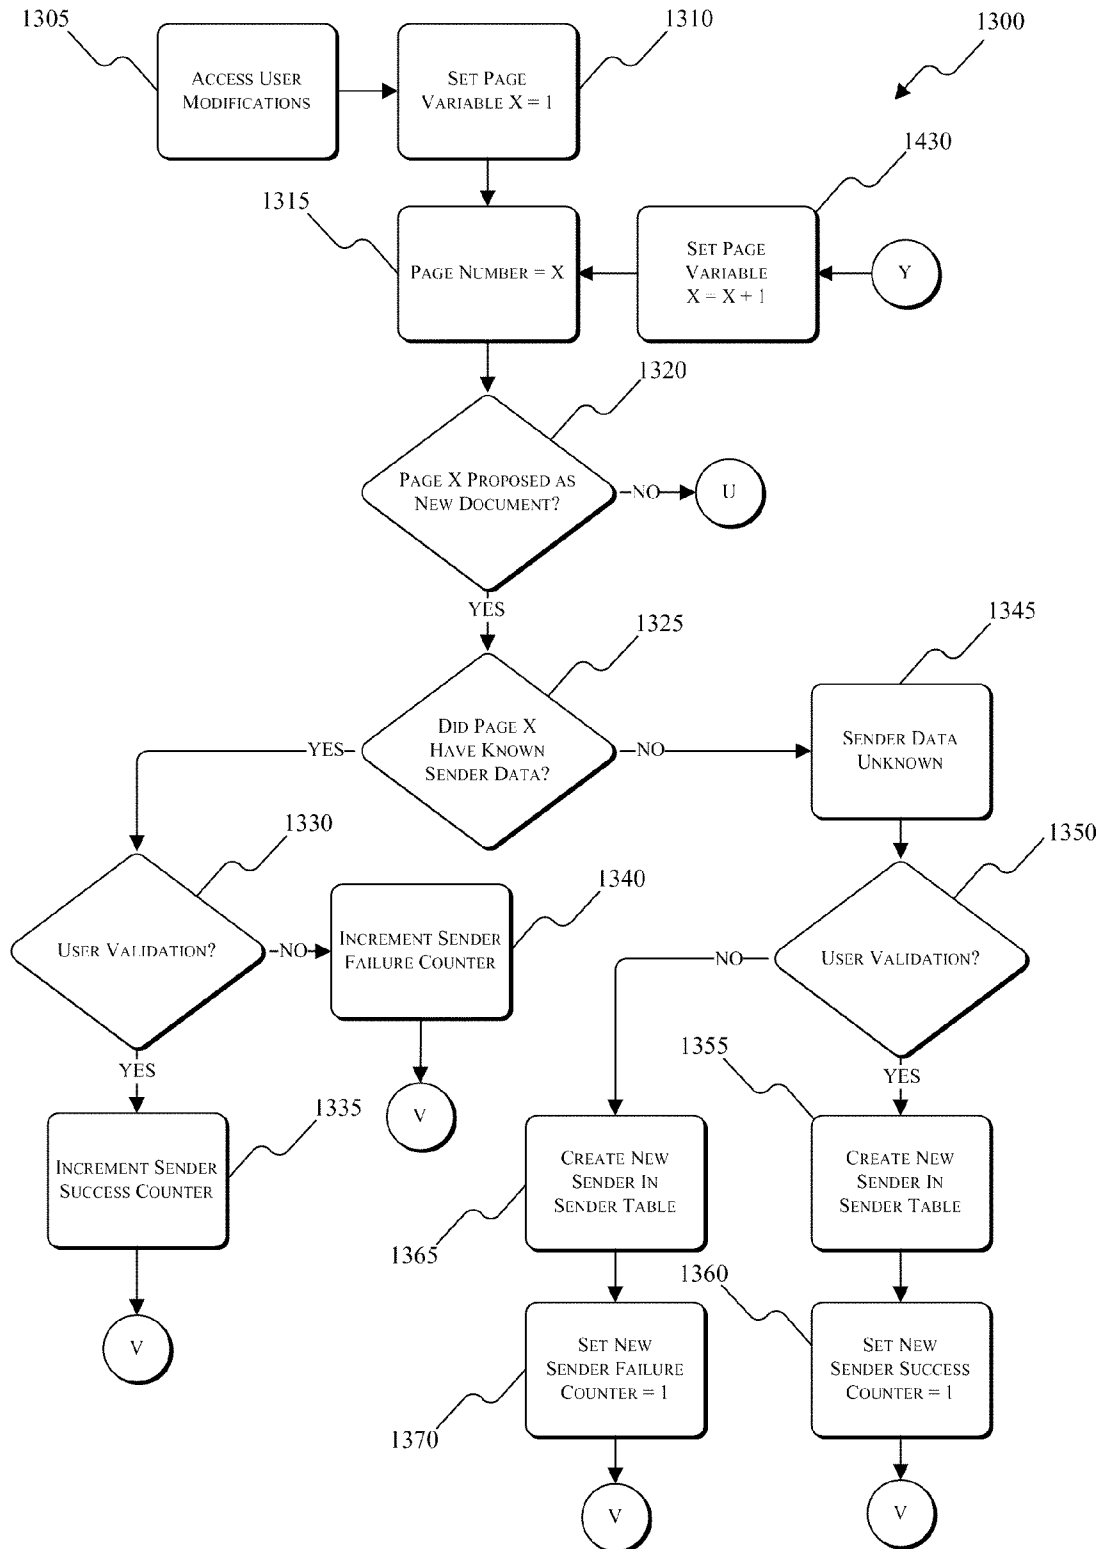 1305
1310
1300
ACCESS USER
MODIFICATIONS
SET PAGE
VARIABLE X = 1
1430
1315
PAGE NUMBER = X
SET PAGE
VARIABLE
X = X + 1
Y
1320
PAGE X PROPOSED AS
NEW DOCUMENT?
NO
U
YES
1325
1345
DID PAGE X
HAVE KNOWN
SENDER DATA?
YES
NO
SENDER DATA
UNKNOWN
1330
1350
1340
USER VALIDATION?
NO
INCREMENT SENDER
FAILURE COUNTER
NO
USER VALIDATION?
YES
1355
YES
V
1335
INCREMENT SENDER
SUCCESS COUNTER
CREATE NEW
SENDER IN
SENDER TABLE
CREATE NEW
SENDER IN
SENDER TABLE
1365
1360
V
SET NEW
SENDER FAILURE
COUNTER = 1
SET NEW
SENDER SUCCESS
COUNTER = 1
1370
V
V